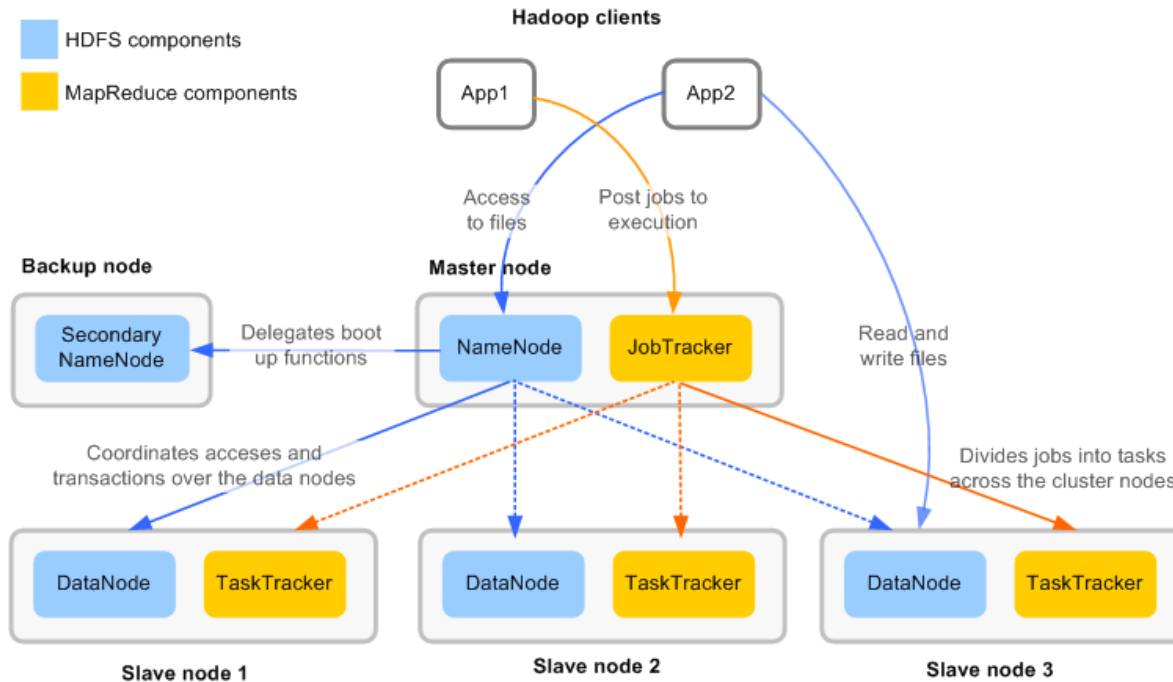 Hadoop clients
HDFS components
MapReduce components
App1
App2
Access
to files
Post jobs to
execution
Backup node
Master node
Secondary
NameNode
Delegates boot
up functions
NameNode
JobTracker
Read and
write files
Coordinates acceses and
transactions over the data nodes
Divides jobs into tasks
across the cluster nodes
DataNode
TaskTracker
DataNode
TaskTracker
DataNode
TaskTracker
Slave node 1
Slave node 2
Slave node 3